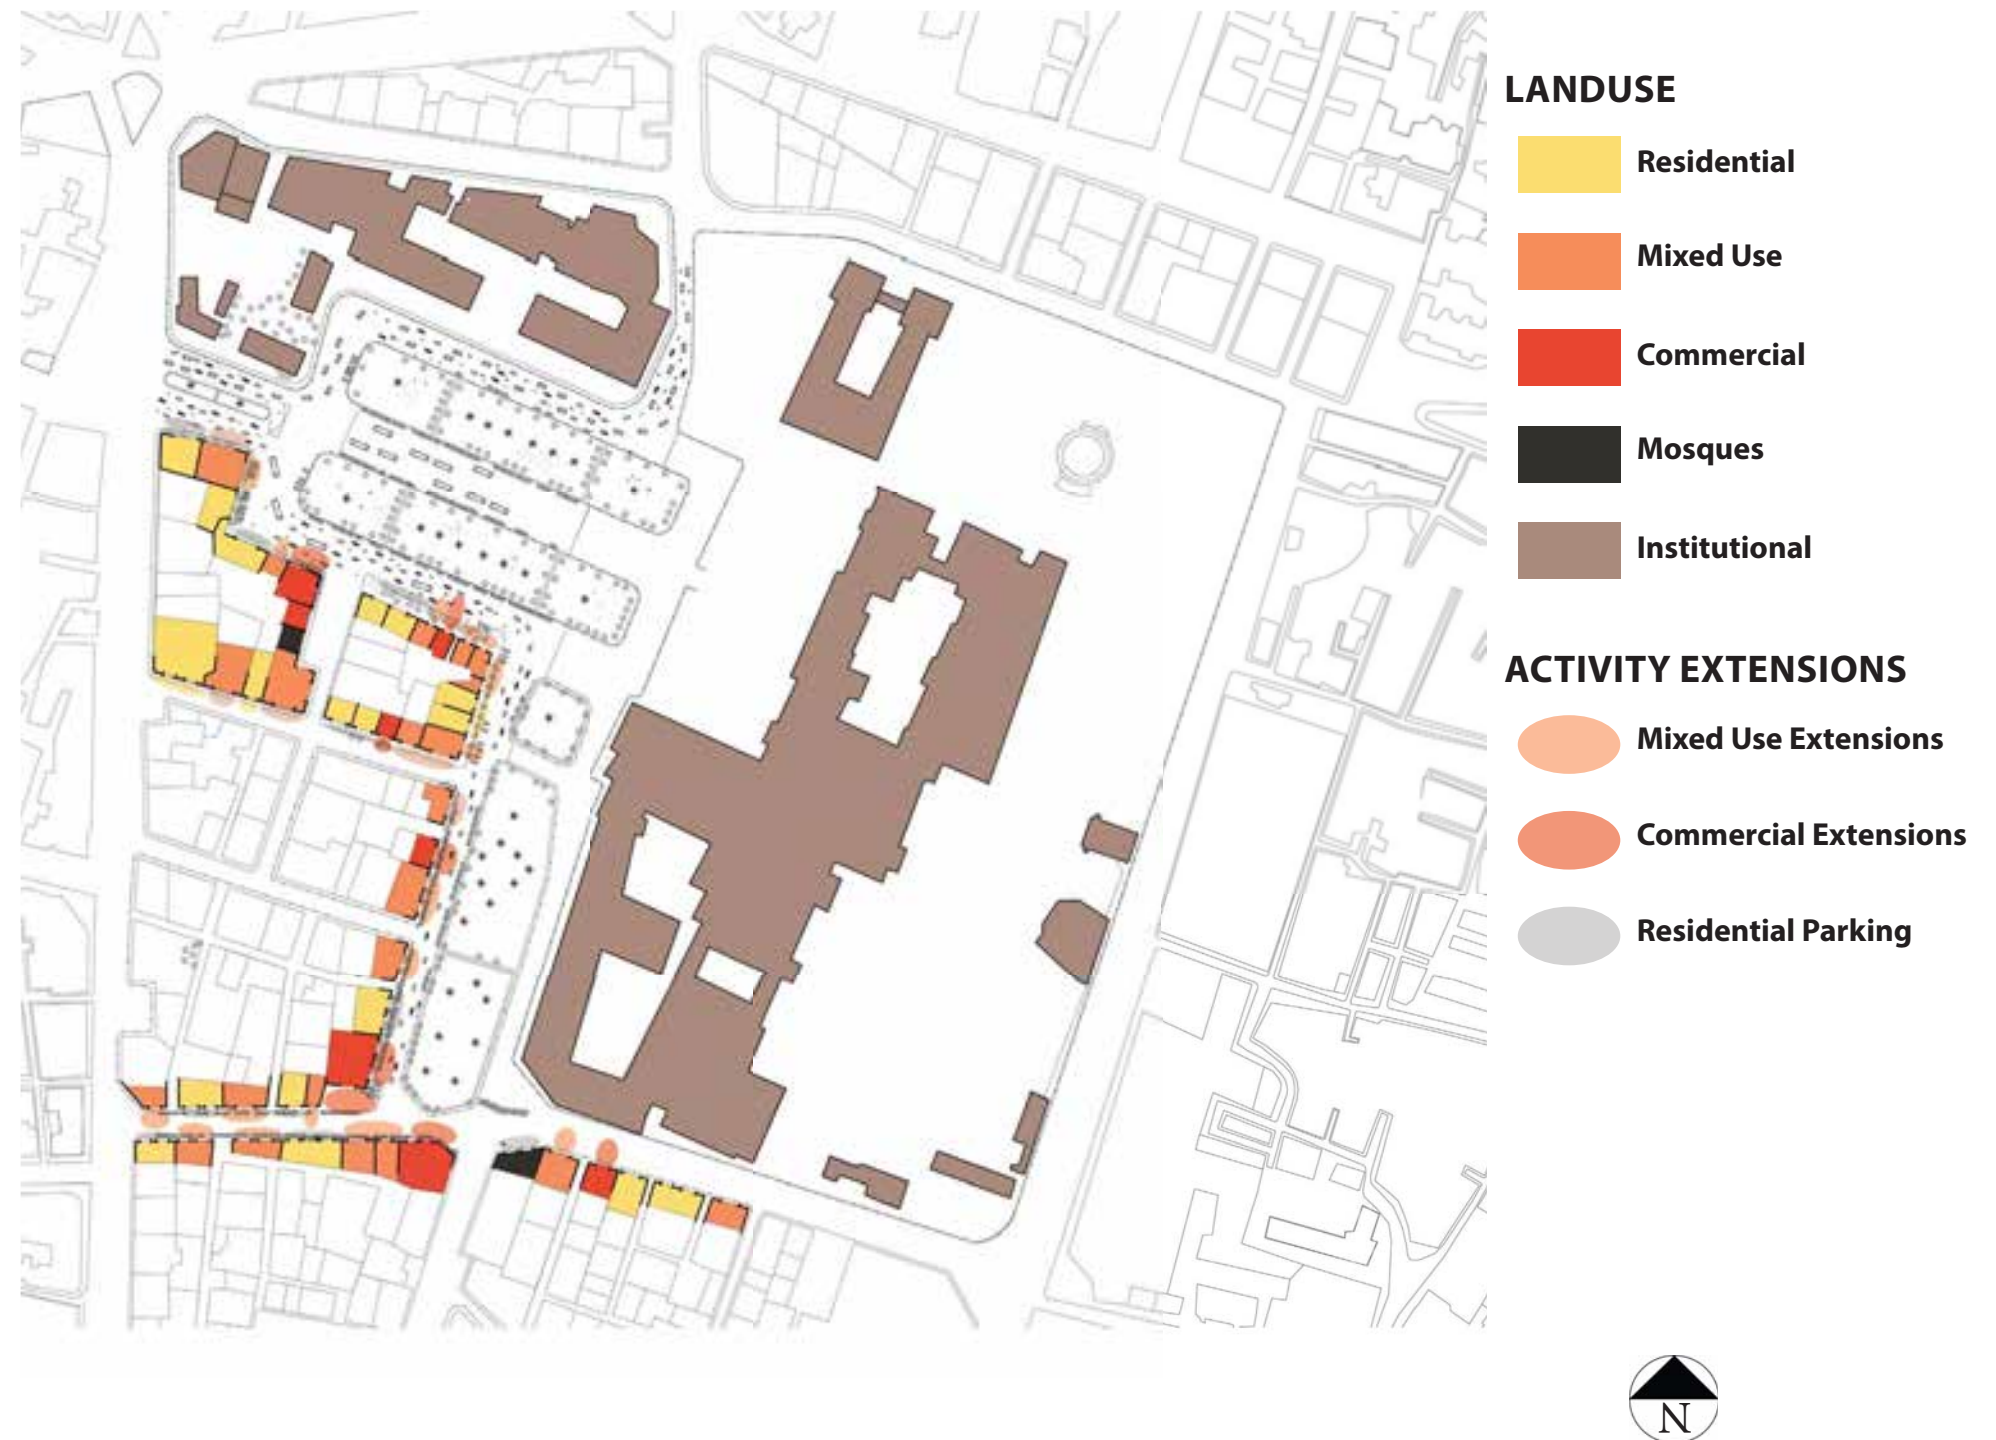 LANDUSE
Residential
Mixed Use
Commercial
Mosques
Institutional
ACTIVITY EXTENSIONS
Mixed Use Extensions
Commercial Extensions
Residential Parking
N